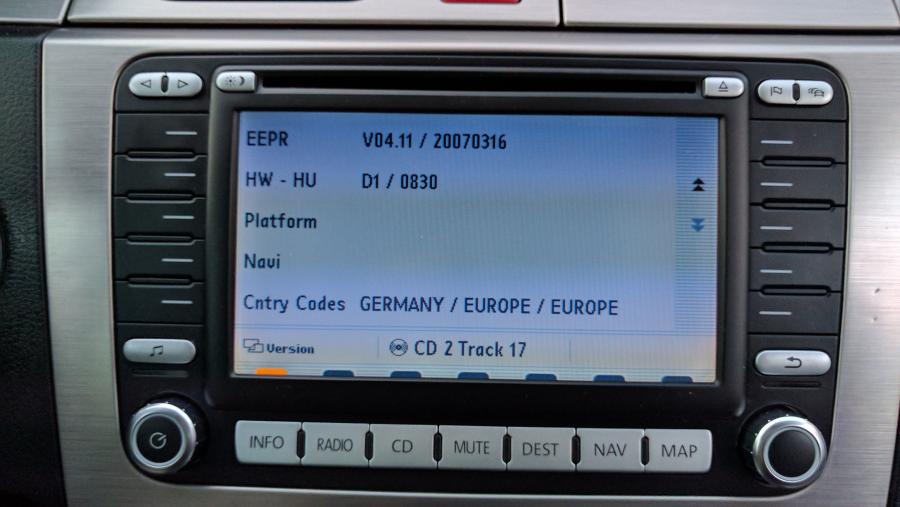 EEPR V04.11 / 20070316
HW - HU D1 / 0830
Platform
Navi
Cntry Codes GERMANY / EUROPE / EUROPE
Version CD 2 Track 17
INFO RADIO CD MUTE DEST NAV MAP